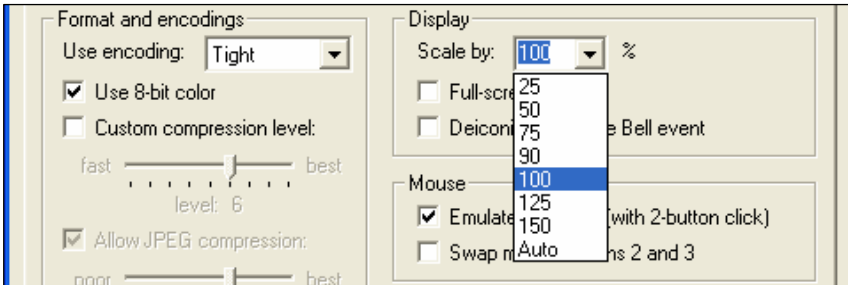 Format and encodings
Use encoding: Tight
Use 8-bit color
Custom compression level:
fast best
level: 6
Allow JPEG compression:
poor best
Display
Scale by: 100 %
25
50
75
90
100
125
150
Auto
Full-scre
Deiconi e Bell event
Mouse
Emulate (with 2-button click)
Swap m ns 2 and 3